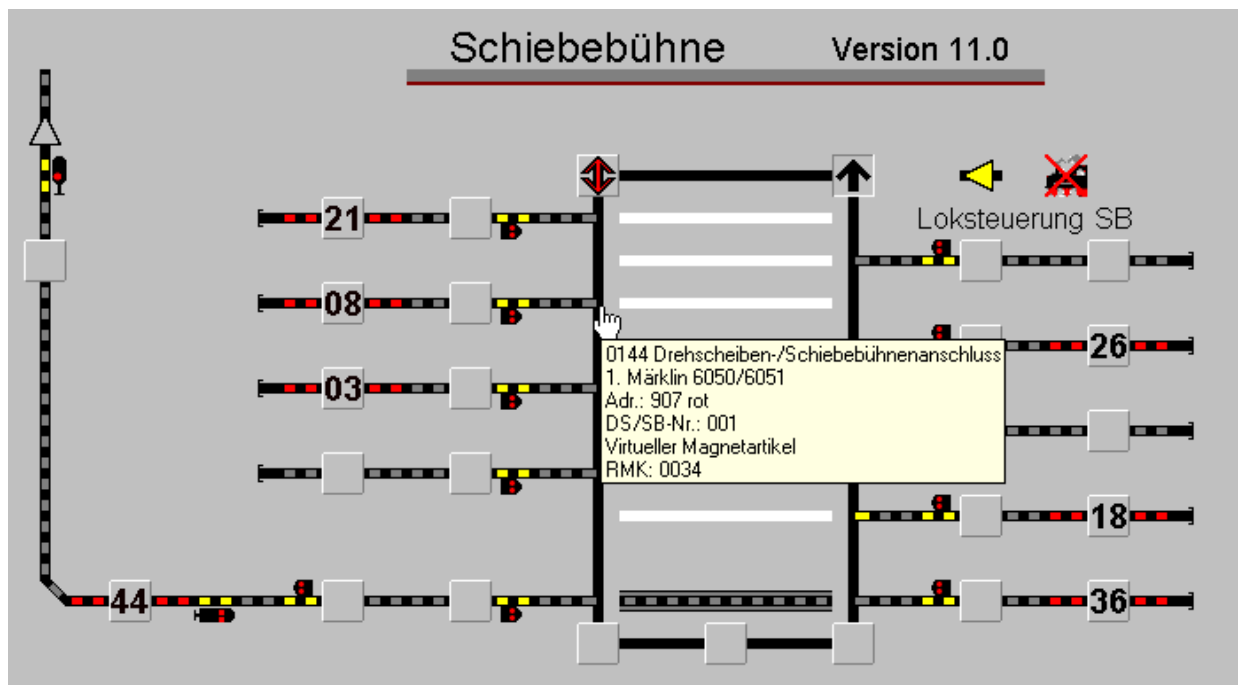 Schiebebühne Version 11.0
21
Loksteuerung SB
08
0144 Drehscheiben-/Schiebebühnenanschluss
1. Märklin 6050/6051
Adr.: 907 rot
DS/SB-Nr.: 001
Virtueller Magnetartikel
RMK: 0034
26
03
18
44
36